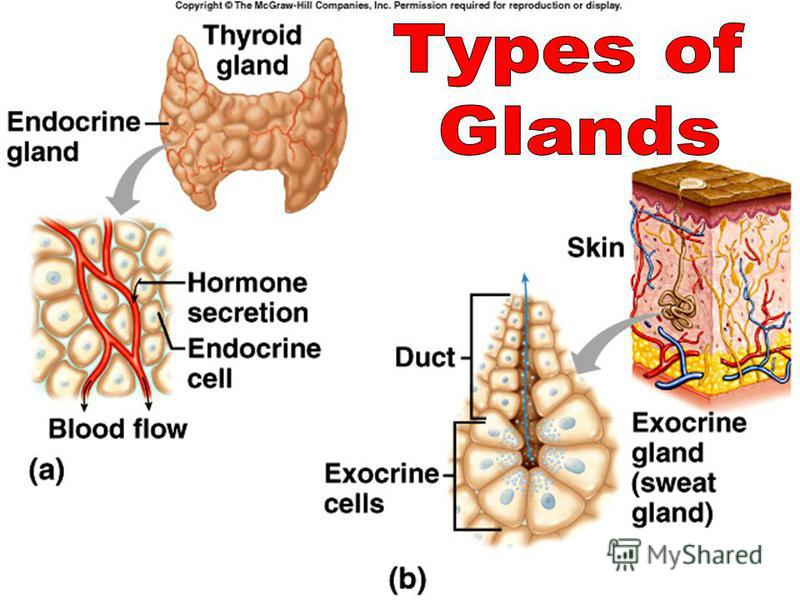 Copyright © The McGraw-Hill Companies, Inc. Permission required for reproduction or display.
Types of
Glands
Thyroid
gland
Endocrine
gland
Hormone
secretion
Endocrine
cell
Blood flow
(a)
Skin
Duct
Exocrine
cells
Exocrine
gland
(sweat
gland)
(b)
MyShared